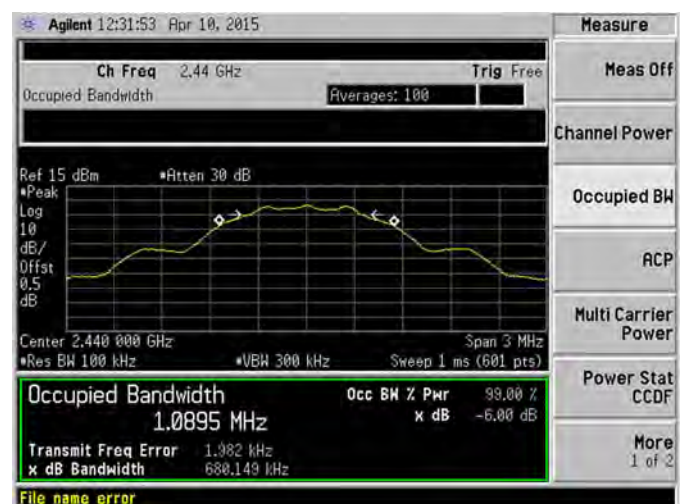 Agilent 12:31:53 Apr 10, 2015
Measure
Ch Freq 2.44 GHz Trig Free
Occupied Bandwidth Averages: 100
Meas Off
Channel Power
Occupied BW
ACP
Multi Carrier
Power
Power Stat
CCDF
More
1 of 2
Ref 15 dBm *Atten 30 dB
*Peak
Log
10
dB/
Offst
0.5
dB
Center 2.440 000 GHz Span 3 MHz
*Res BW 100 kHz *VBW 300 kHz Sweep 1 ms (601 pts)
Occupied Bandwidth Occ BW % Pwr 99.00 %
1.0895 MHz x dB -6.00 dB
Transmit Freq Error 1.982 kHz
x dB Bandwidth 680.149 kHz
File name error